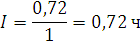 I = 0,72/1 = 0,72 ч